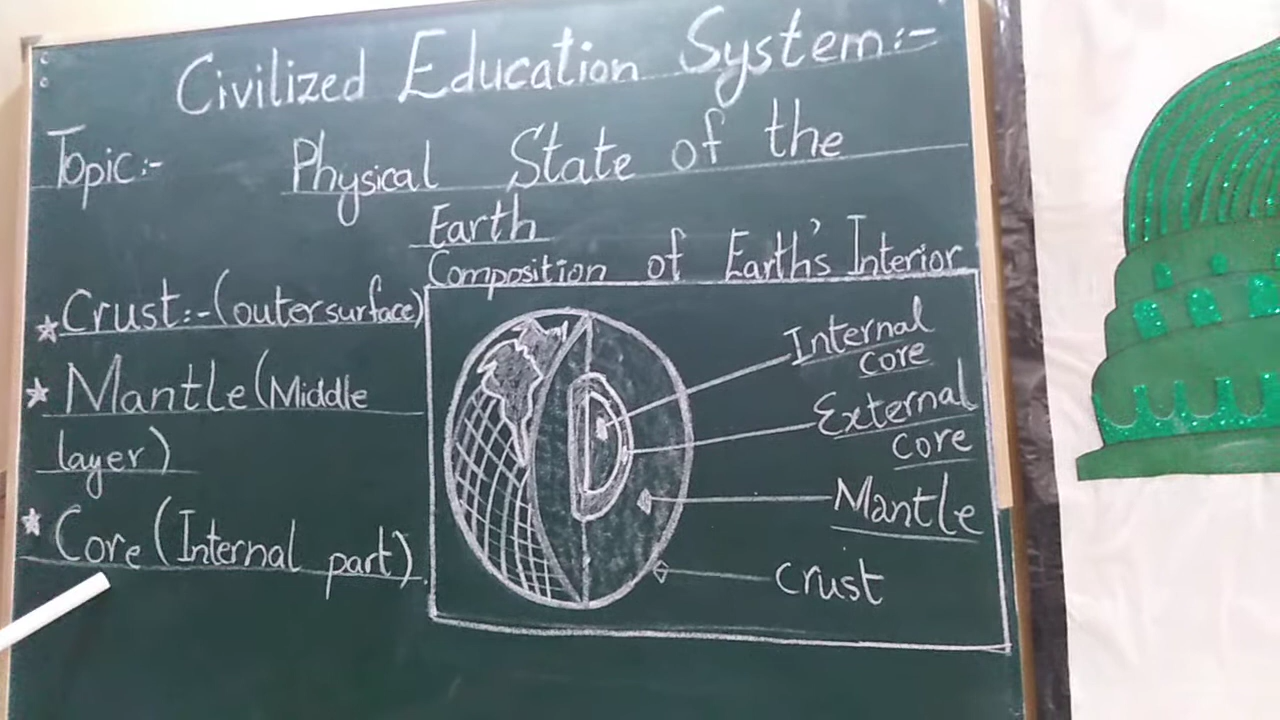 Civilized Education System:-
Topic:- Physical State of the
Earth
Composition of Earth's Interior
★ Crust:-(outer surface)
★ Mantle (Middle
layer)
★ Core (Internal part).
Internal
core
External
core
Mantle
crust